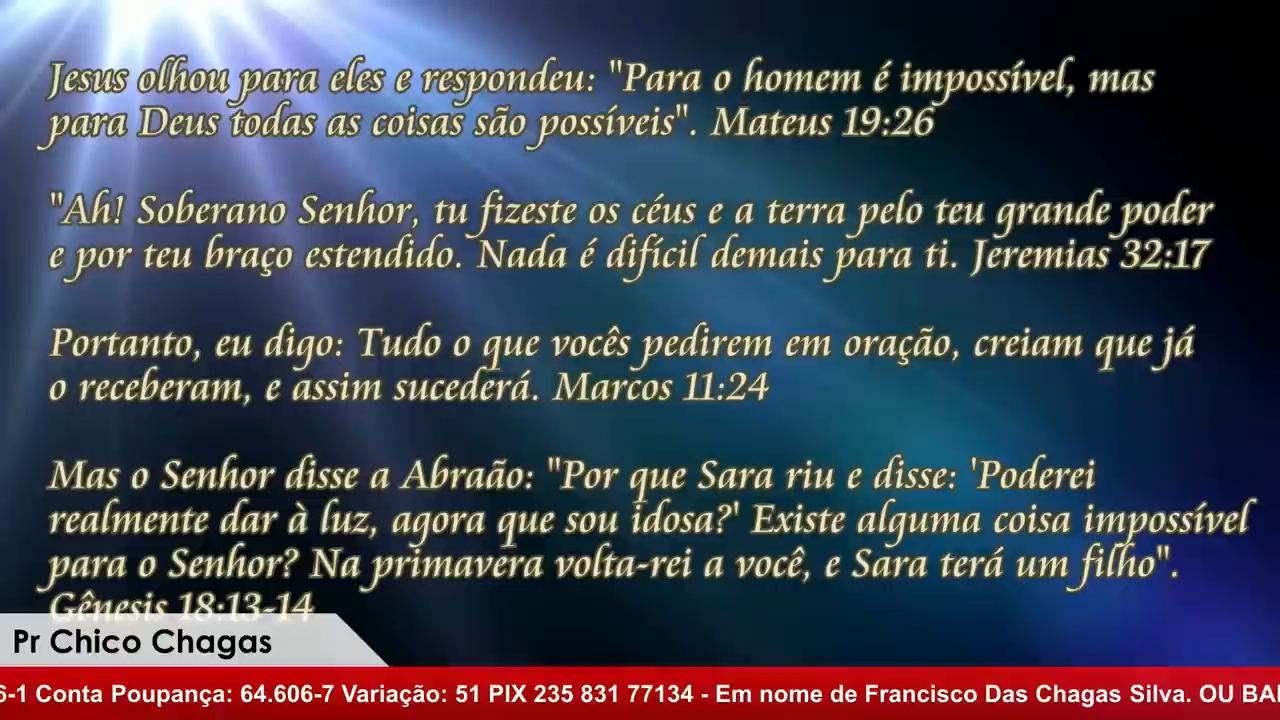 Jesus olhou para eles e respondeu: "Para o homem é impossível, mas
para Deus todas as coisas são possíveis". Mateus 19:26
"Ah! Soberano Senhor, tu fizeste os céus e a terra pelo teu grande poder
e por teu braço estendido. Nada é difícil demais para ti. Jeremias 32:17
Portanto, eu digo: Tudo o que vocês pedirem em oração, creiam que já
o receberam, e assim sucederá. Marcos 11:24
Mas o Senhor disse a Abraão: "Por que Sara riu e disse: 'Poderei
realmente dar à luz, agora que sou idosa?' Existe alguma coisa impossível
para o Senhor? Na primavera volta-rei a você, e Sara terá um filho".
Gênesis 18:13-14
Pr Chico Chagas
6-1 Conta Poupança: 64.606-7 Variação: 51 PIX 235 831 77134 - Em nome de Francisco Das Chagas Silva. OU